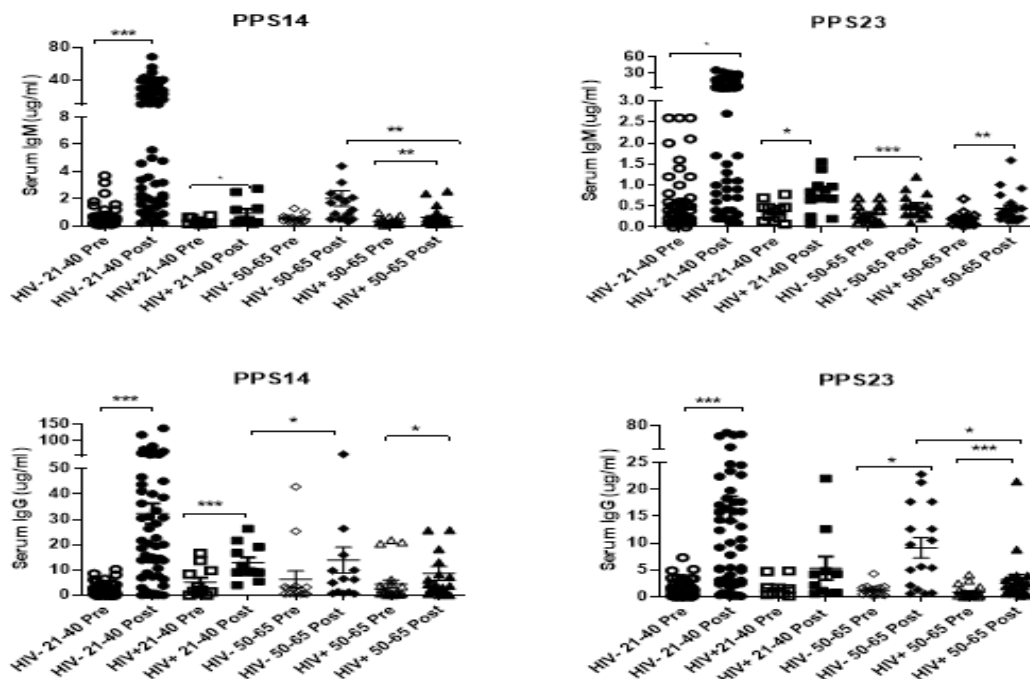 PPS14
***
80
40
8
6
4
2
0
Serum IgM (ug/ml)
*
**
**
HIV- 21-40 Pre
HIV- 21-40 Post
HIV+21-40 Pre
HIV+ 21-40 Post
HIV- 50-65 Pre
HIV- 50-65 Post
HIV+ 50-65 Pre
HIV+ 50-65 Post
PPS23
60
30
3.0
2.5
2.0
1.5
1.0
0.5
0.0
Serum IgM (ug/ml)
*
*
***
**
HIV- 21-40 Pre
HIV- 21-40 Post
HIV+21-40 Pre
HIV+ 21-40 Post
HIV- 50-65 Pre
HIV- 50-65 Post
HIV+ 50-65 Pre
HIV+ 50-65 Post
PPS14
***
150
100
50
40
30
20
10
0
Serum IgG (ug/ml)
***
*
*
HIV- 21-40 Pre
HIV- 21-40 Post
HIV+21-40 Pre
HIV+ 21-40 Post
HIV- 50-65 Pre
HIV- 50-65 Post
HIV+ 50-65 Pre
HIV+ 50-65 Post
PPS23
***
80
25
20
15
10
5
0
Serum IgG (ug/ml)
*
*
***
HIV- 21-40 Pre
HIV- 21-40 Post
HIV+21-40 Pre
HIV+ 21-40 Post
HIV- 50-65 Pre
HIV- 50-65 Post
HIV+ 50-65 Pre
HIV+ 50-65 Post